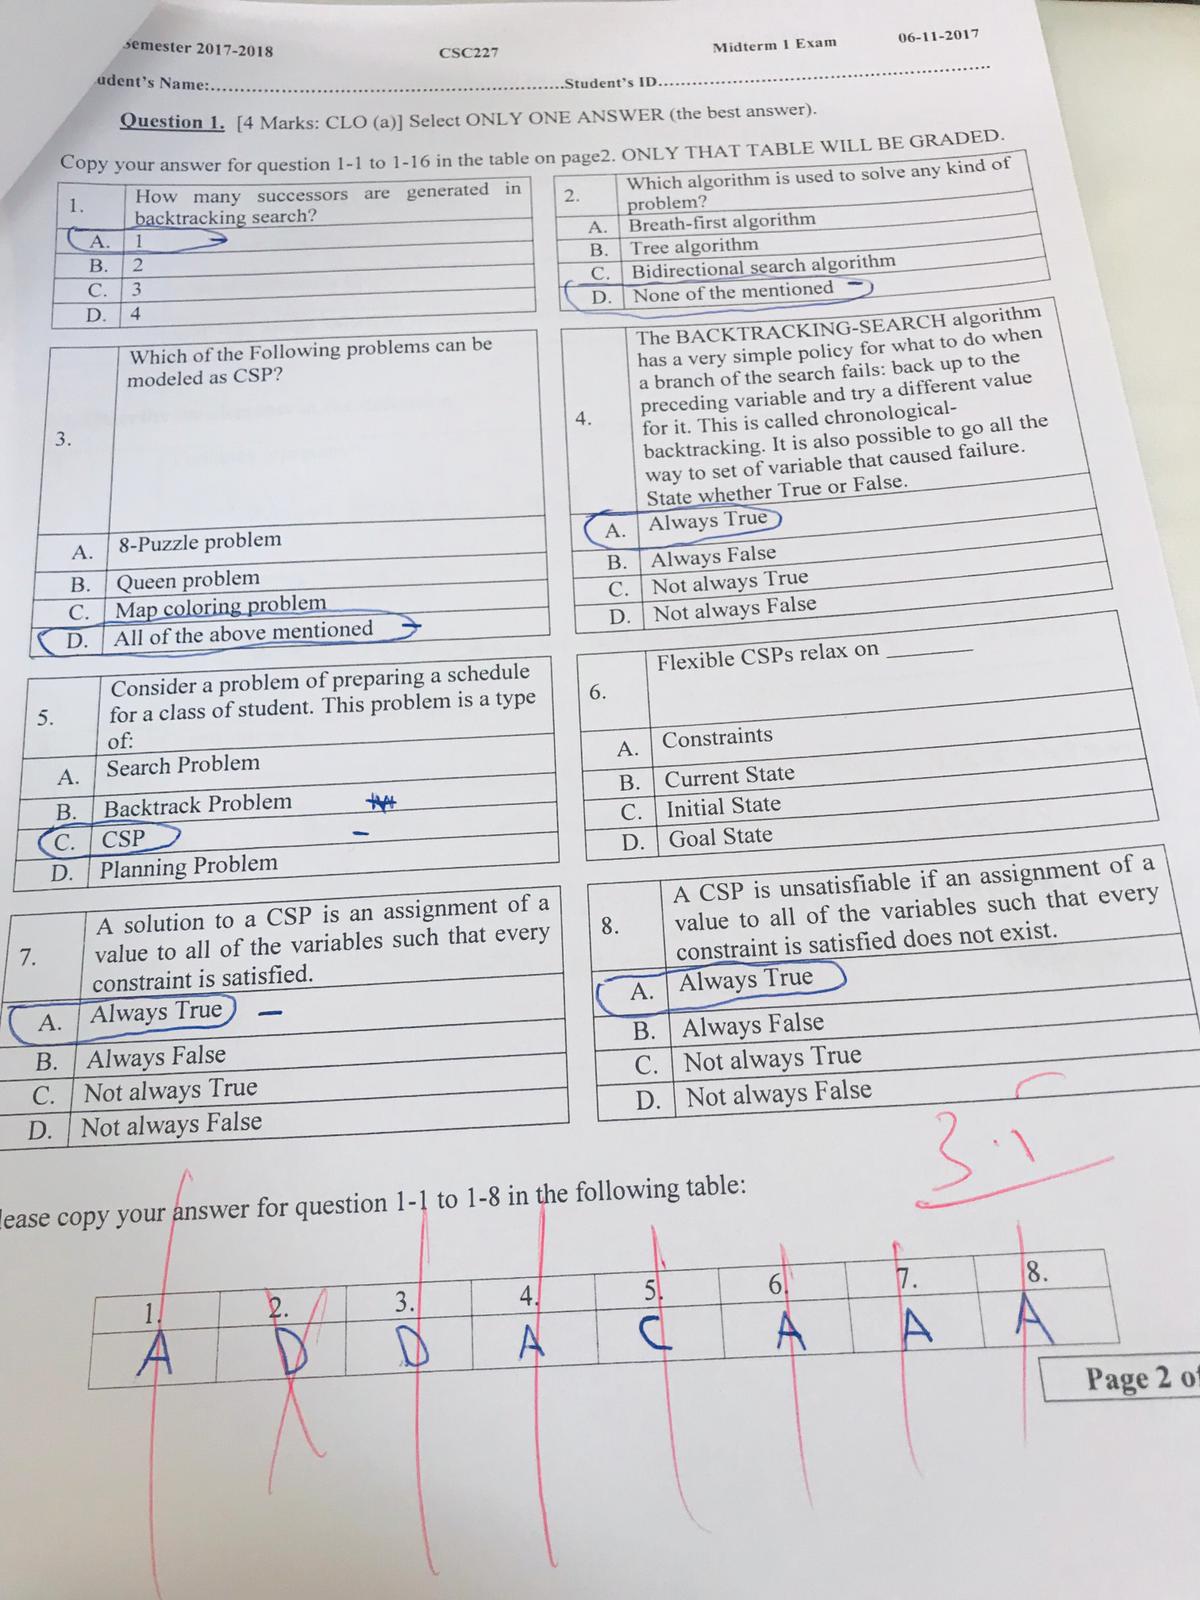 Semester 2017-2018 CSC227 Midterm 1 Exam 06-11-2017
udent's Name:..............................Student's ID..............................
Question 1. [4 Marks: CLO (a)] Select ONLY ONE ANSWER (the best answer).
Copy your answer for question 1-1 to 1-16 in the table on page2. ONLY THAT TABLE WILL BE GRADED.
1. How many successors are generated in
backtracking search?
A. 1
B. 2
C. 3
D. 4
2. Which algorithm is used to solve any kind of
problem?
A. Breath-first algorithm
B. Tree algorithm
C. Bidirectional search algorithm
D. None of the mentioned
3. Which of the Following problems can be
modeled as CSP?
A. 8-Puzzle problem
B. Queen problem
C. Map coloring problem
D. All of the above mentioned
4. The BACKTRACKING-SEARCH algorithm
has a very simple policy for what to do when
a branch of the search fails: back up to the
preceding variable and try a different value
for it. This is called chronological-
backtracking. It is also possible to go all the
way to set of variable that caused failure.
State whether True or False.
A. Always True
B. Always False
C. Not always True
D. Not always False
5. Consider a problem of preparing a schedule
for a class of student. This problem is a type
of:
A. Search Problem
B. Backtrack Problem
C. CSP
D. Planning Problem
6. Flexible CSPs relax on ________
A. Constraints
B. Current State
C. Initial State
D. Goal State
7. A solution to a CSP is an assignment of a
value to all of the variables such that every
constraint is satisfied.
A. Always True
B. Always False
C. Not always True
D. Not always False
8. A CSP is unsatisfiable if an assignment of a
value to all of the variables such that every
constraint is satisfied does not exist.
A. Always True
B. Always False
C. Not always True
D. Not always False
3.5
lease copy your answer for question 1-1 to 1-8 in the following table:
1. 2. 3. 4. 5. 6. 7. 8.
A D D A C A A A
Page 2 of